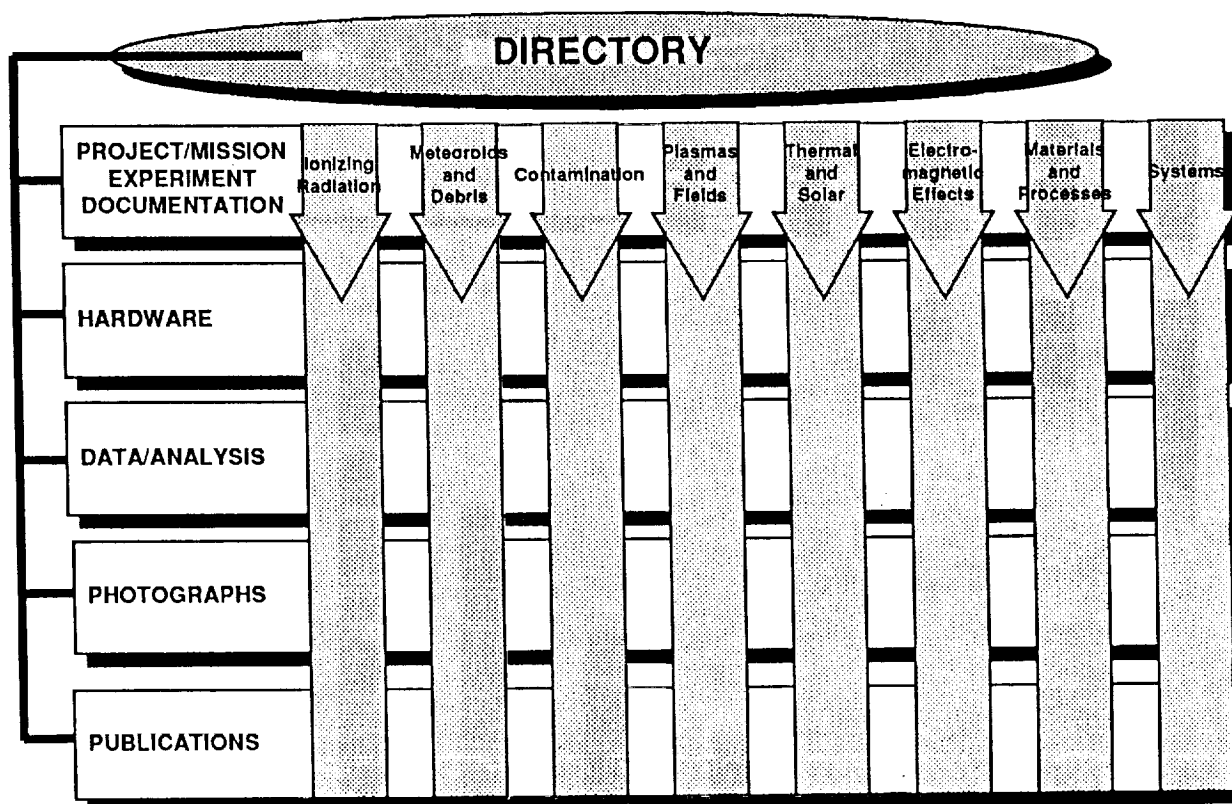 DIRECTORY
PROJECT/MISSION
EXPERIMENT
DOCUMENTATION
Ionizing
Radiation
Meteoroids
and
Debris
Contamination
Plasmas
and
Fields
Thermal
and
Solar
Electro-
magnetic
Effects
Materials
and
Processes
Systems
HARDWARE
DATA/ANALYSIS
PHOTOGRAPHS
PUBLICATIONS